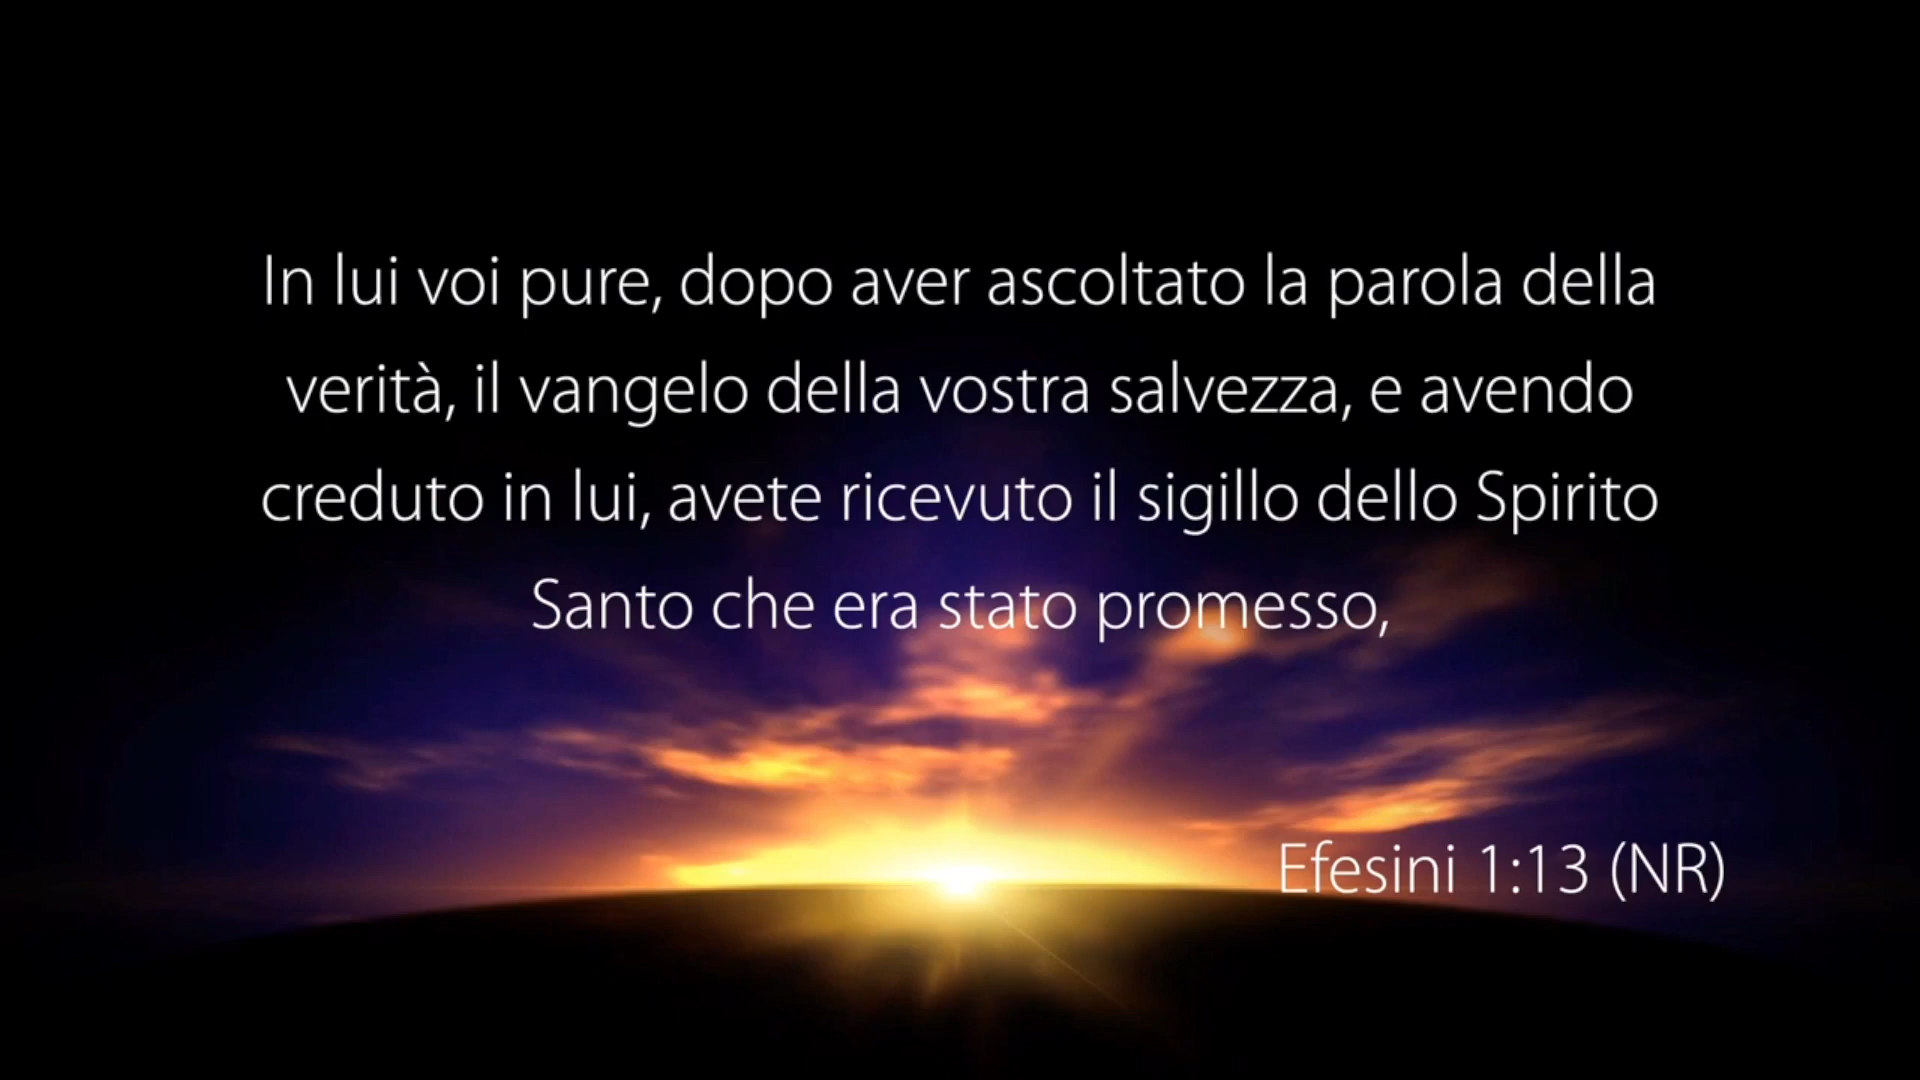 In lui voi pure, dopo aver ascoltato la parola della
verità, il vangelo della vostra salvezza, e avendo
creduto in lui, avete ricevuto il sigillo dello Spirito
Santo che era stato promesso,
Efesini 1:13 (NR)